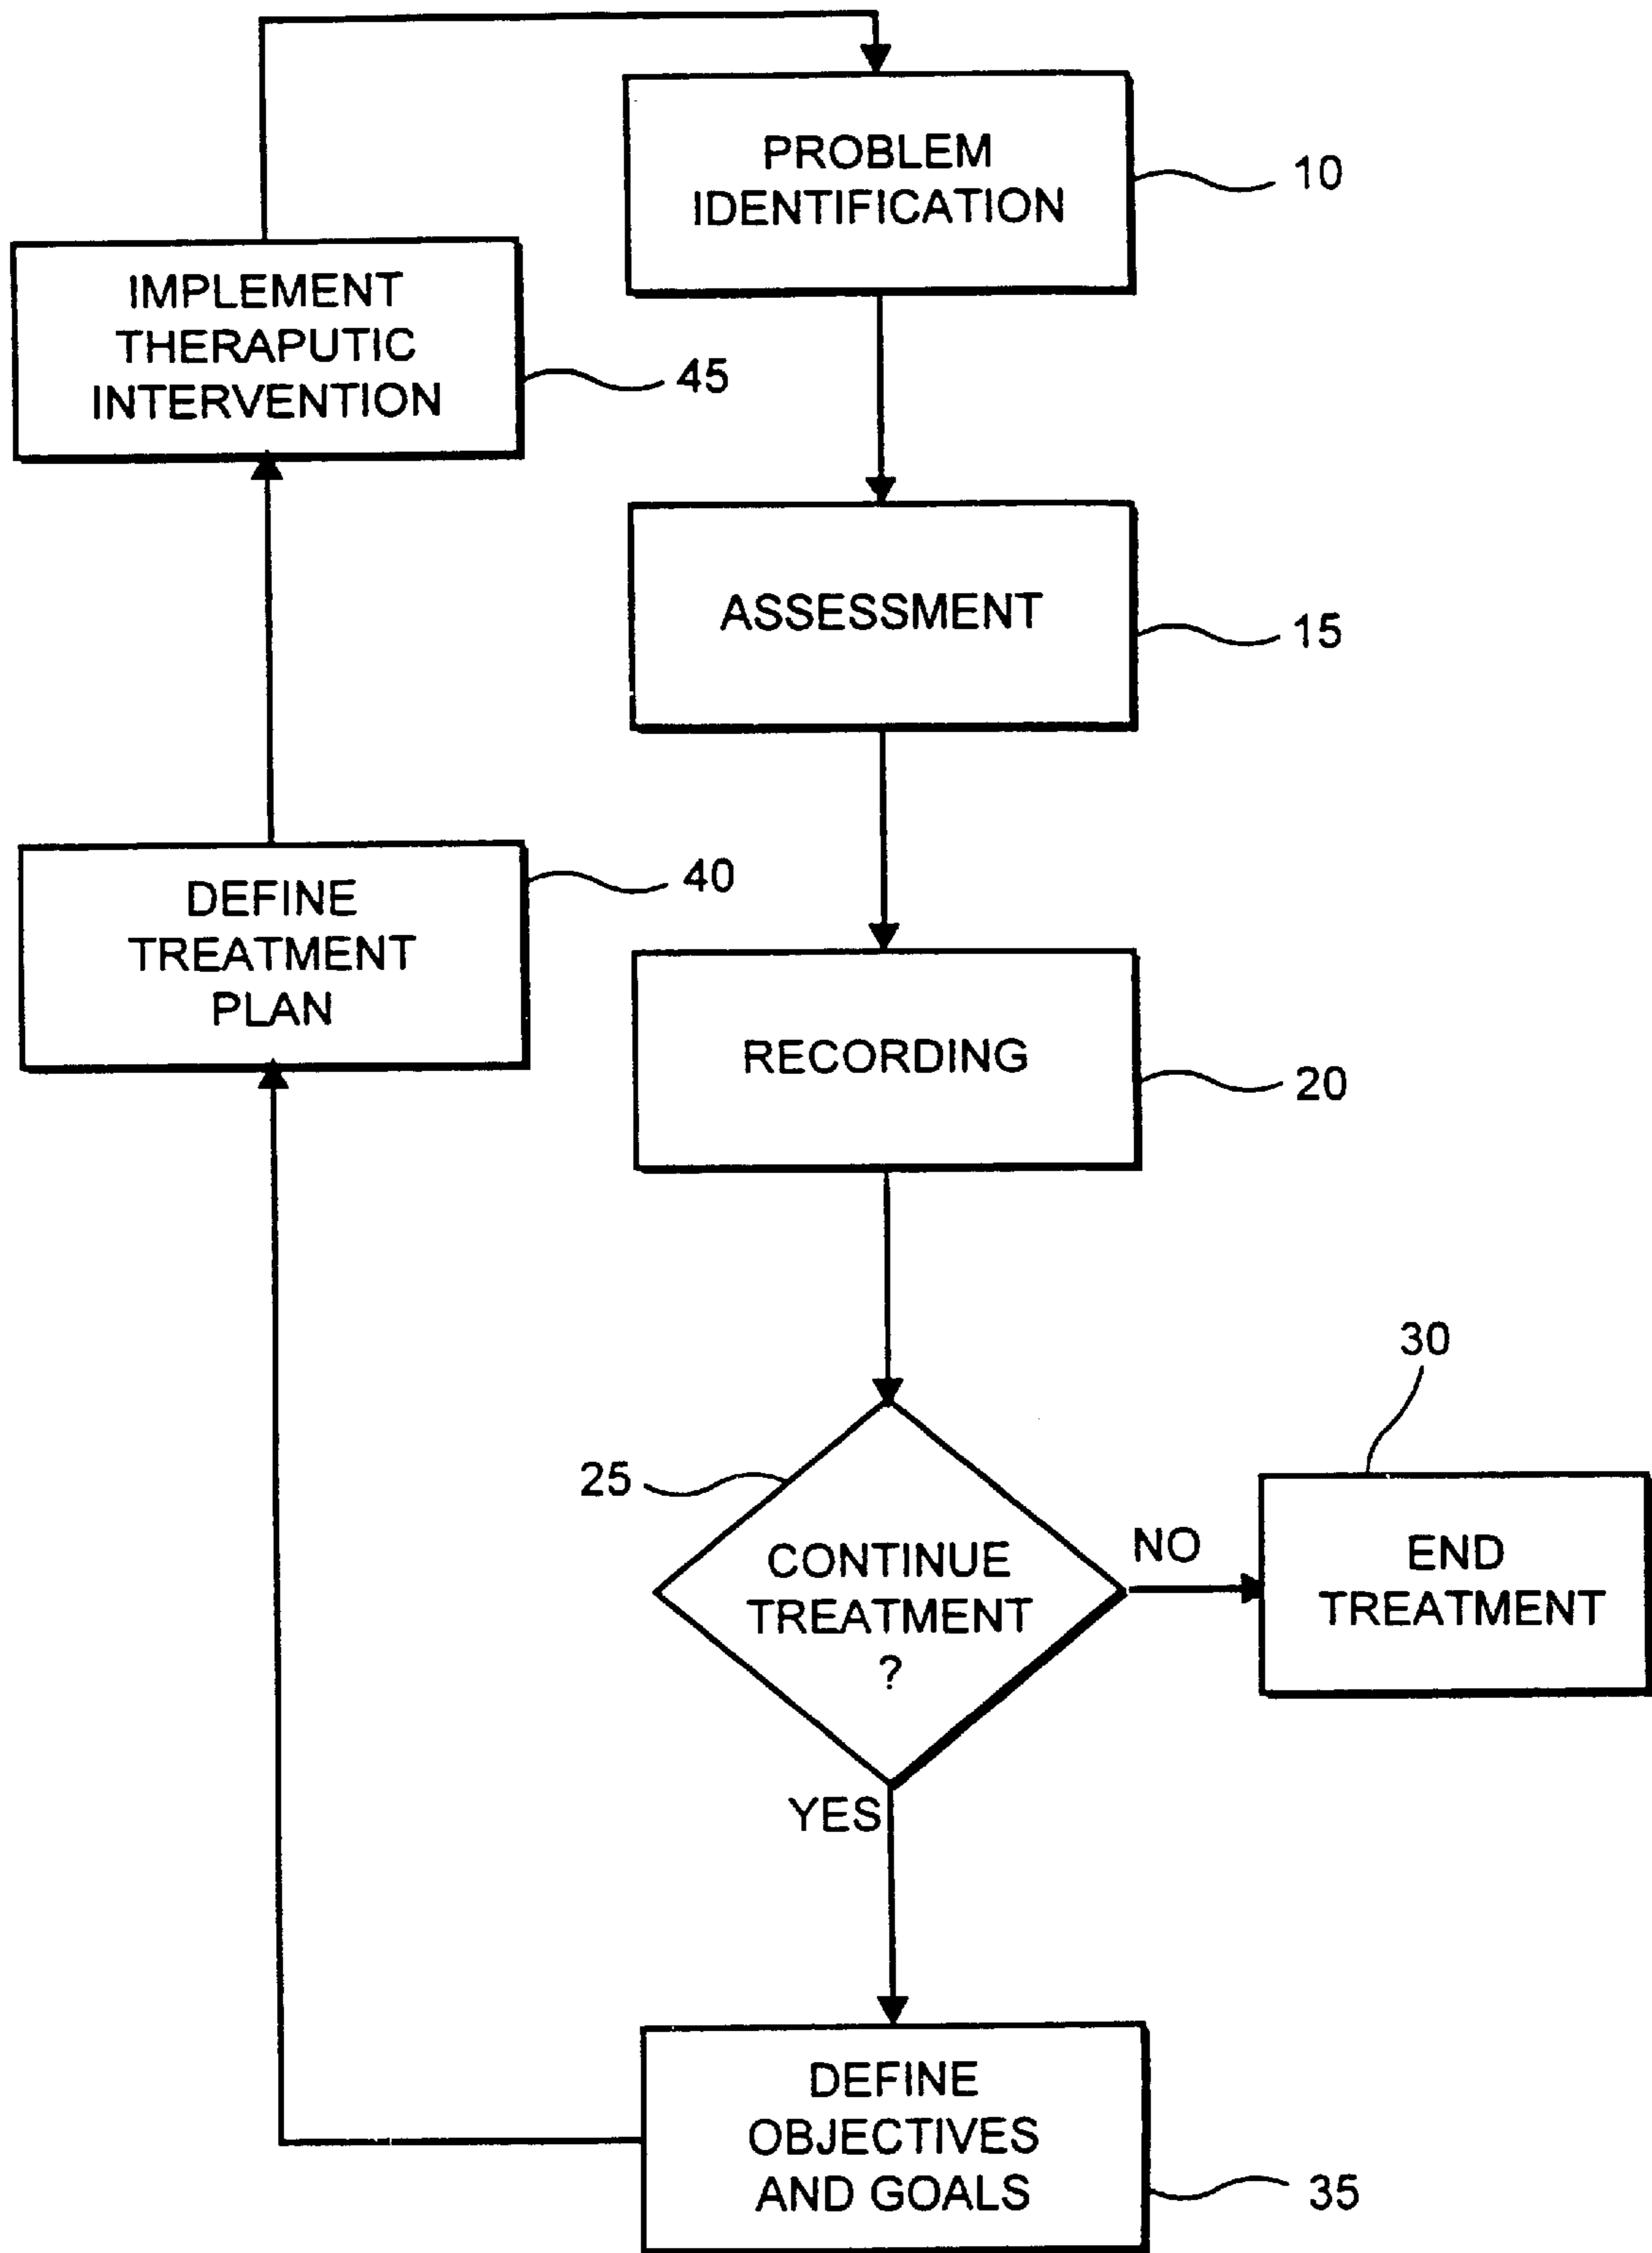 PROBLEM
IDENTIFICATION
10
IMPLEMENT
THERAPUTIC
INTERVENTION
45
ASSESSMENT
15
DEFINE
TREATMENT
PLAN
40
RECORDING
20
30
25
CONTINUE
TREATMENT
?
NO
END
TREATMENT
YES
DEFINE
OBJECTIVES
AND GOALS
35